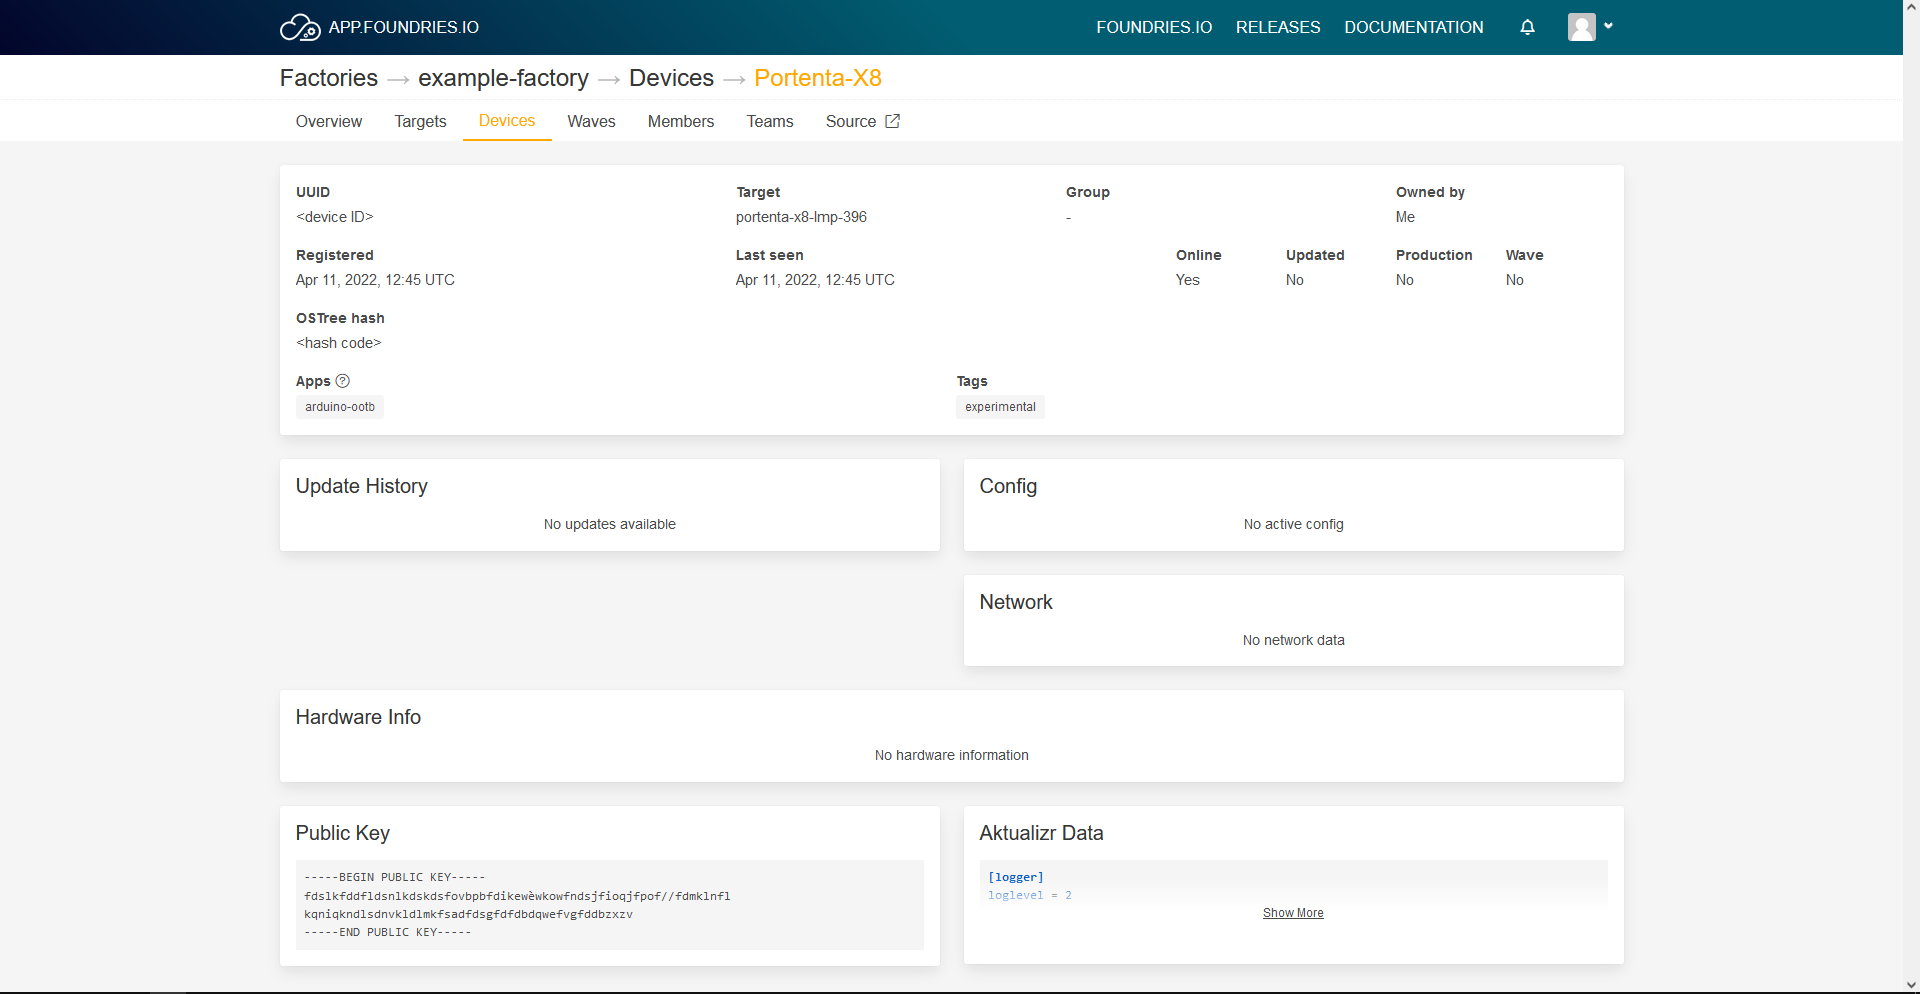 APP.FOUNDRIES.IO
FOUNDRIES.IO RELEASES DOCUMENTATION
Factories → example-factory → Devices → Portenta-X8
Overview Targets Devices Waves Members Teams Source
UUID Target Group Owned by
<device ID> portenta-x8-lmp-396 - Me
Registered Last seen Online Updated Production Wave
Apr 11, 2022, 12:45 UTC Apr 11, 2022, 12:45 UTC Yes No No No
OSTree hash
<hash code>
Apps Tags
arduino-ootb experimental
Update History
No updates available
Config
No active config
Network
No network data
Hardware Info
No hardware information
Public Key
-----BEGIN PUBLIC KEY-----
fdslkfddfldsnlkdskdsfovbpbfdikewèwkowfndsjfioqjfpof//fdmklnfl
kqniqkndlsdnvkldlmkfsadfdsgfdfdbdqwefvgfddbzxzv
-----END PUBLIC KEY-----
Aktualizr Data
[logger]
loglevel = 2
Show More